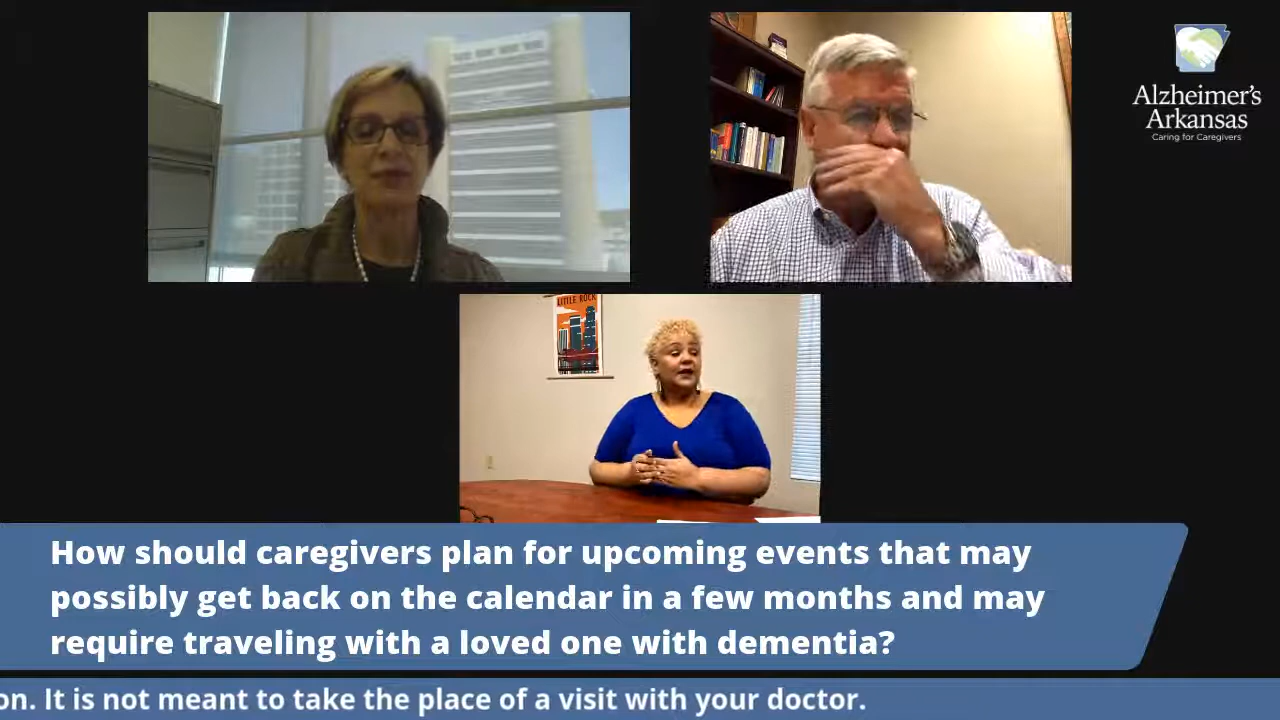 Alzheimer's
Arkansas
Caring for Caregivers
LITTLE ROCK
How should caregivers plan for upcoming events that may
possibly get back on the calendar in a few months and may
require traveling with a loved one with dementia?
on. It is not meant to take the place of a visit with your doctor.